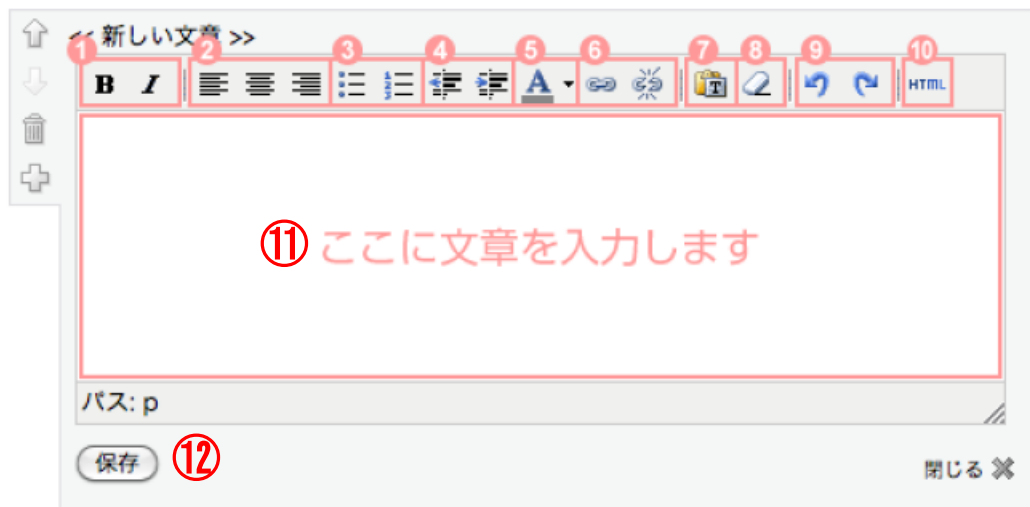 << 新しい文章 >>
1 2 3 4 5 6 7 8 9 10
B I A T HTML
⑪ ここに文章を入力します
パス: p
保存 ⑫
閉じる